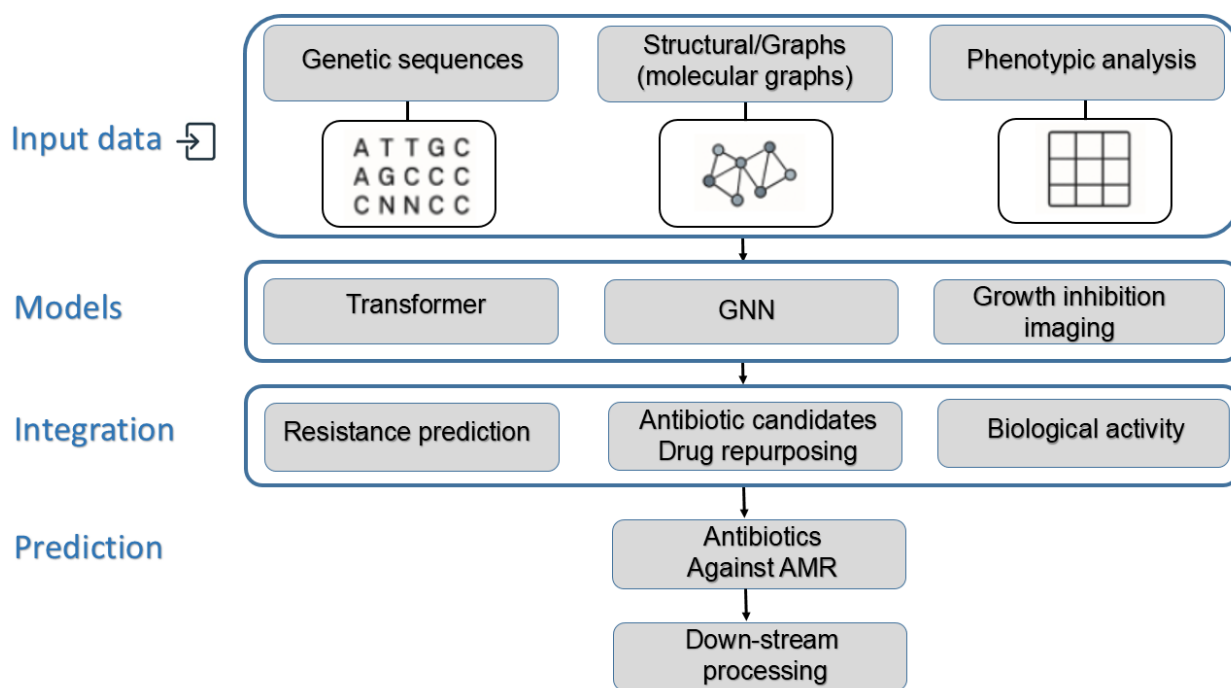 Genetic sequences
Structural/Graphs
(molecular graphs)
Phenotypic analysis
Input data
A T T G C
A G C C C
C N N C C
Models
Transformer
GNN
Growth inhibition
imaging
Integration
Resistance prediction
Antibiotic candidates
Drug repurposing
Biological activity
Prediction
Antibiotics
Against AMR
Down-stream
processing